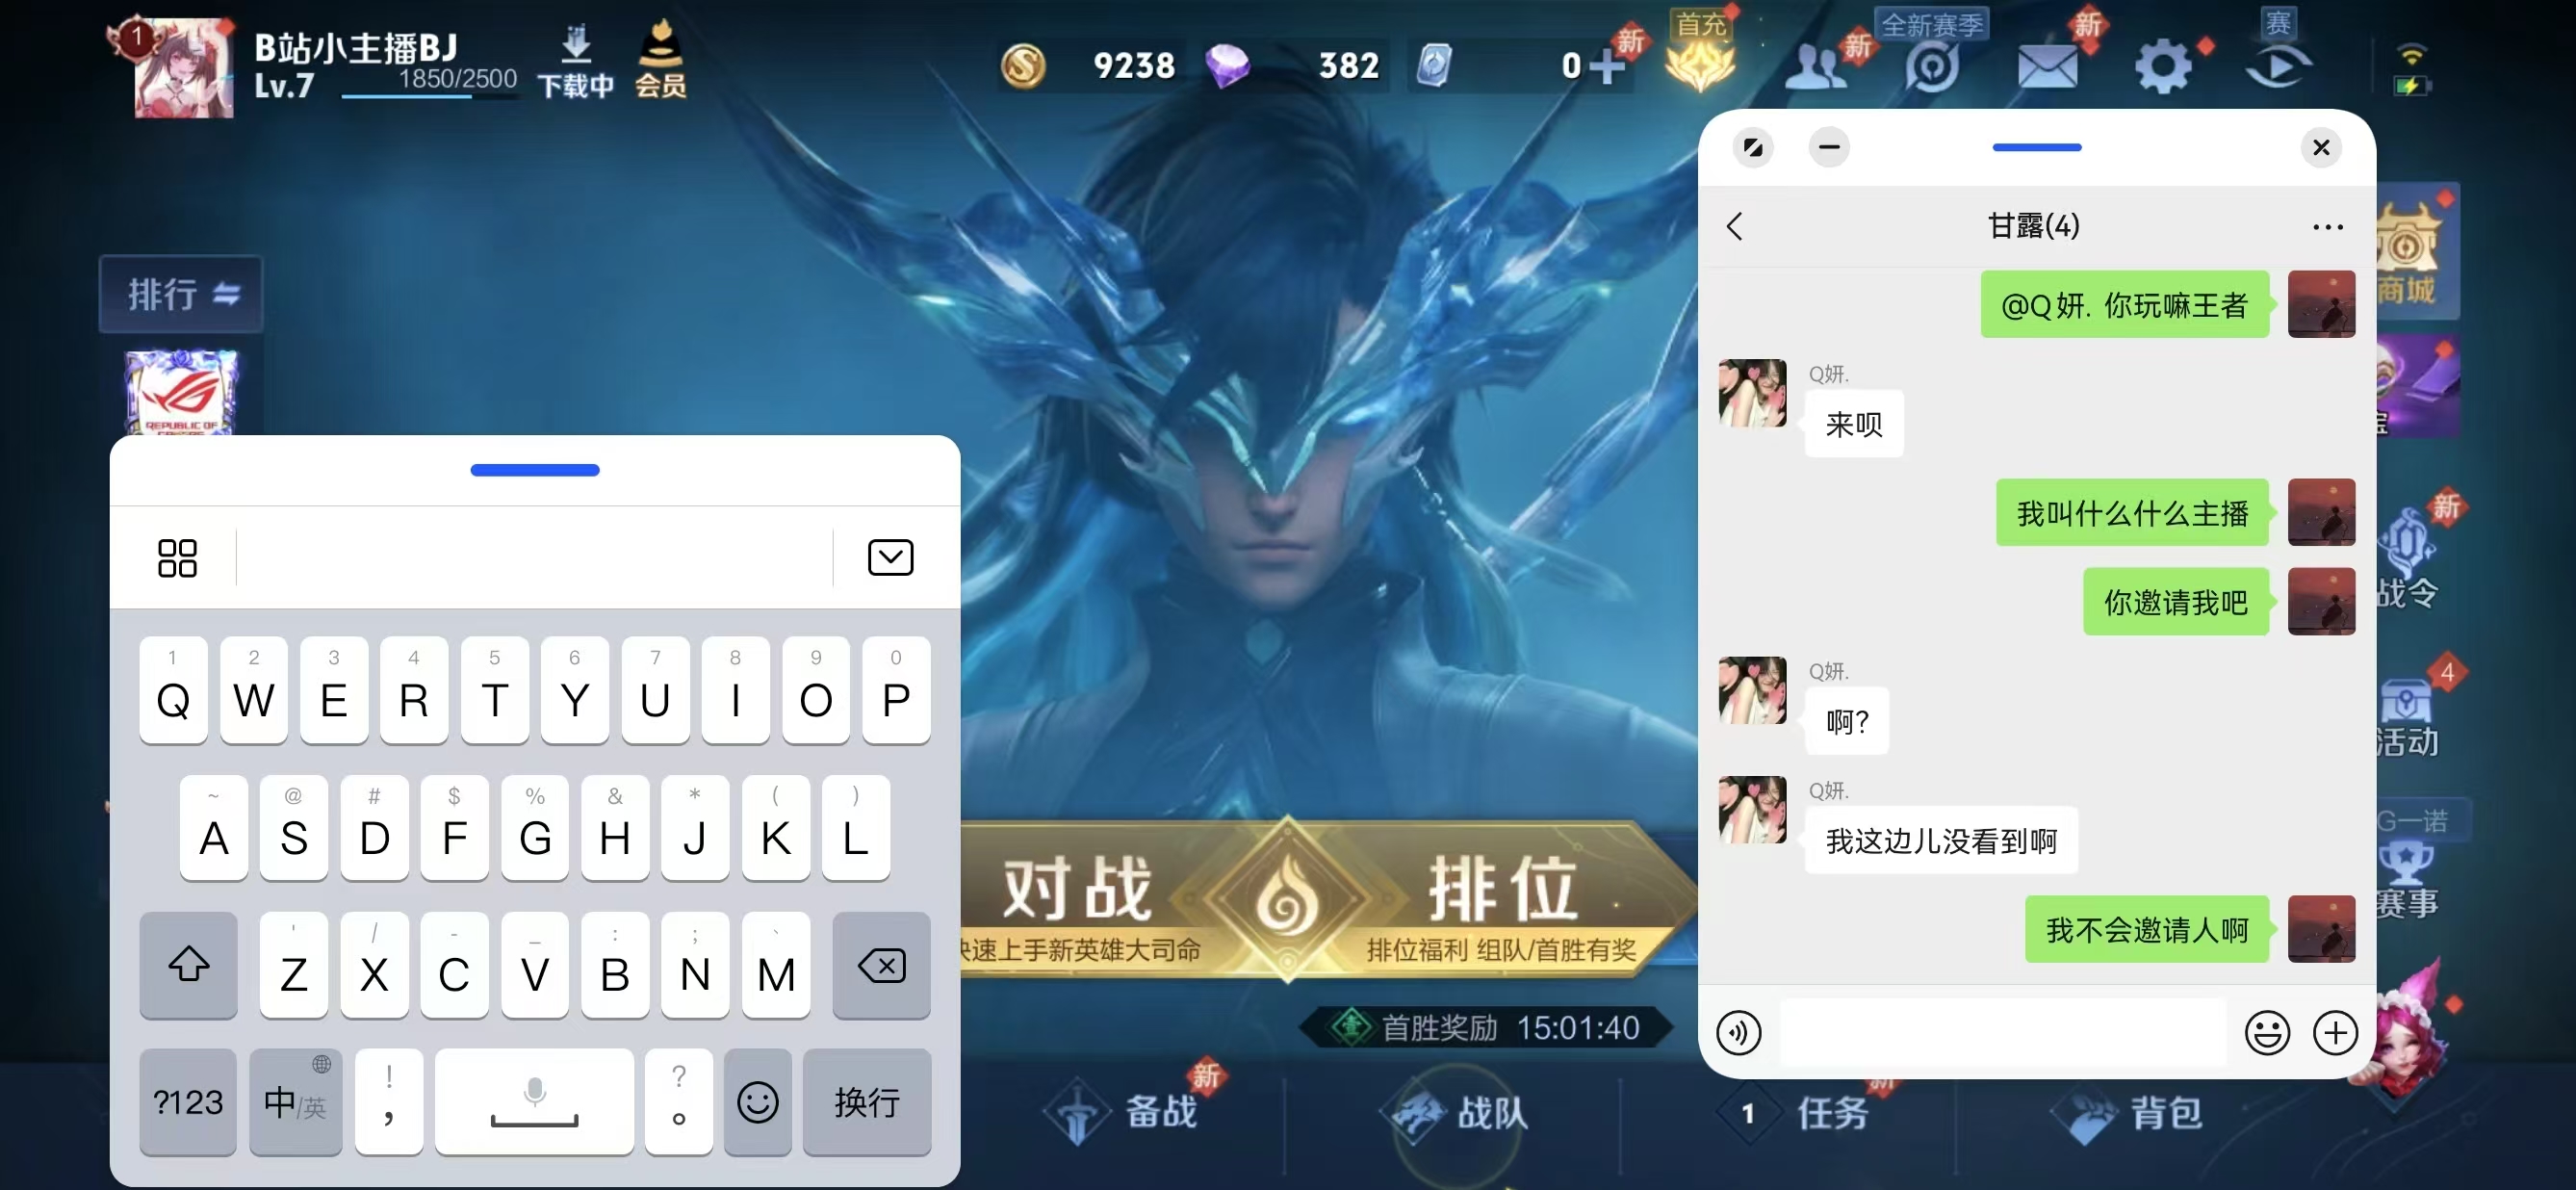 1
B站小主播BJ
Lv.7
1850/2500
下载中
会员
9238
382
0
新
首充
新
全新赛季
新
赛
排行
REPUBLIC OF
商城
新
战令
4
活动
G一诺
赛事
甘露(4)
@Q妍. 你玩嘛王者
Q妍.
来呗
我叫什么什么主播
你邀请我吧
Q妍.
啊?
Q妍.
我这边儿没看到啊
我不会邀请人啊
1 2 3 4 5 6 7 8 9 0
Q W E R T Y U I O P
~ @ # $ % & * ( )
A S D F G H J K L
' / - _ : ; `
Z X C V B N M
?123
中/英
! ,
? 。
换行
对战
快速上手新英雄大司命
排位
排位福利 组队/首胜有奖
壹
首胜奖励 15:01:40
备战
新
战队
1
任务
新
背包